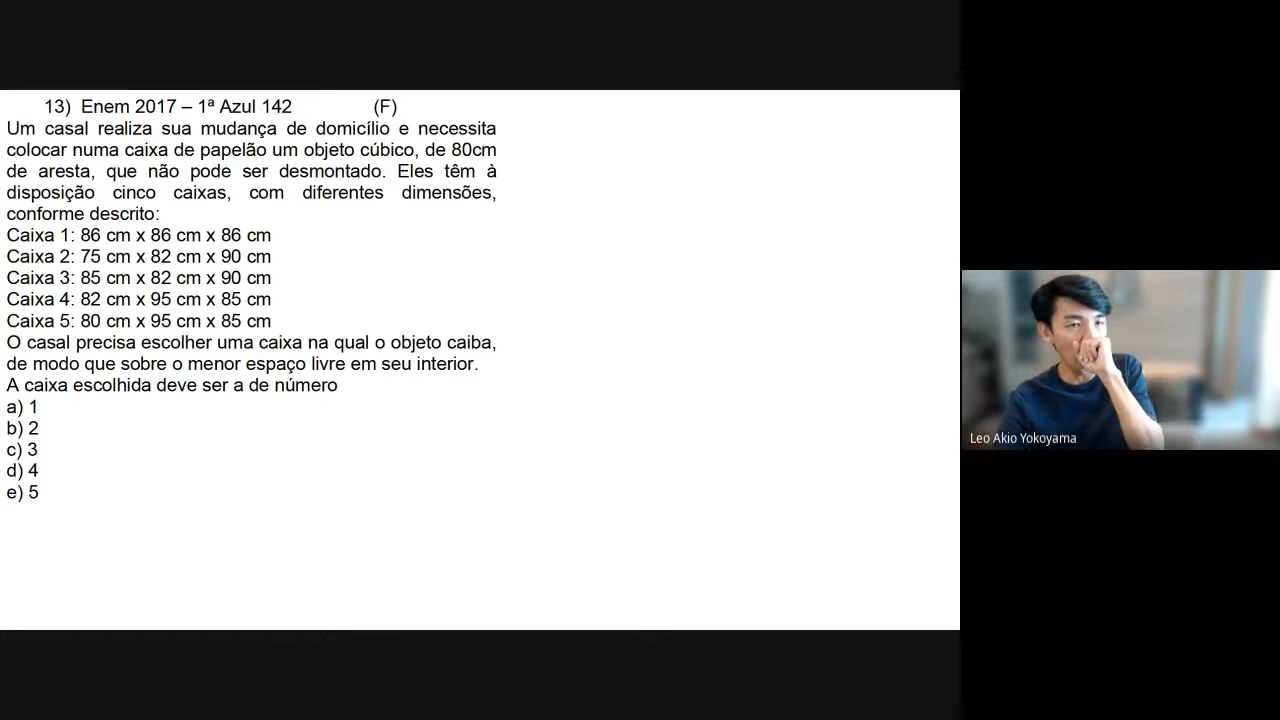 13) Enem 2017 – 1ª Azul 142 (F)
Um casal realiza sua mudança de domicílio e necessita
colocar numa caixa de papelão um objeto cúbico, de 80cm
de aresta, que não pode ser desmontado. Eles têm à
disposição cinco caixas, com diferentes dimensões,
conforme descrito:
Caixa 1: 86 cm x 86 cm x 86 cm
Caixa 2: 75 cm x 82 cm x 90 cm
Caixa 3: 85 cm x 82 cm x 90 cm
Caixa 4: 82 cm x 95 cm x 85 cm
Caixa 5: 80 cm x 95 cm x 85 cm
O casal precisa escolher uma caixa na qual o objeto caiba,
de modo que sobre o menor espaço livre em seu interior.
A caixa escolhida deve ser a de número
a) 1
b) 2
c) 3
d) 4
e) 5
Leo Akio Yokoyama